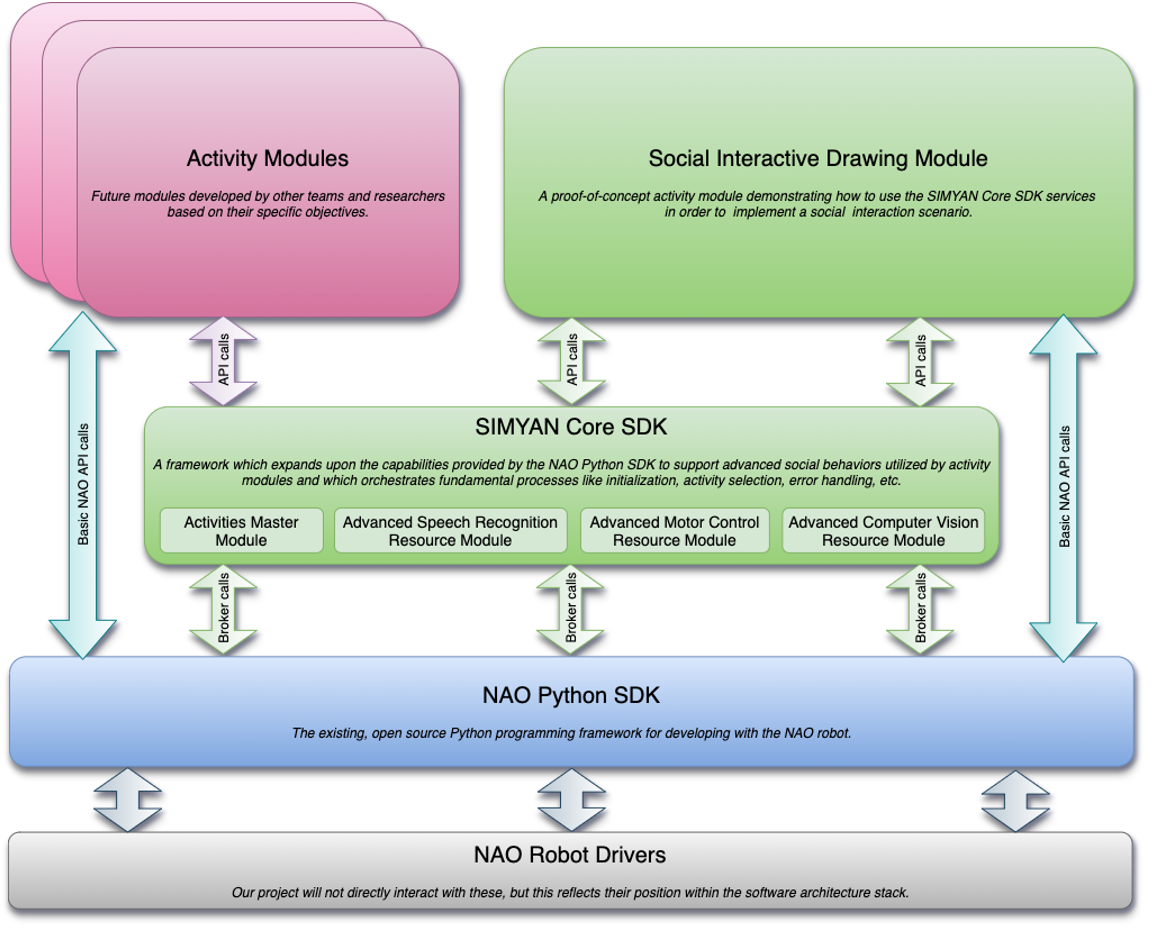 Activity Modules
Future modules developed by other teams and researchers
based on their specific objectives.
Social Interactive Drawing Module
A proof-of-concept activity module demonstrating how to use the SIMYAN Core SDK services
in order to implement a social interaction scenario.
Basic NAO API calls
API calls
API calls
API calls
Basic NAO API calls
SIMYAN Core SDK
A framework which expands upon the capabilities provided by the NAO Python SDK to support advanced social behaviors utilized by activity
modules and which orchestrates fundamental processes like initialization, activity selection, error handling, etc.
Activities Master
Module
Advanced Speech Recognition
Resource Module
Advanced Motor Control
Resource Module
Advanced Computer Vision
Resource Module
Broker calls
Broker calls
Broker calls
NAO Python SDK
The existing, open source Python programming framework for developing with the NAO robot.
NAO Robot Drivers
Our project will not directly interact with these, but this reflects their position within the software architecture stack.